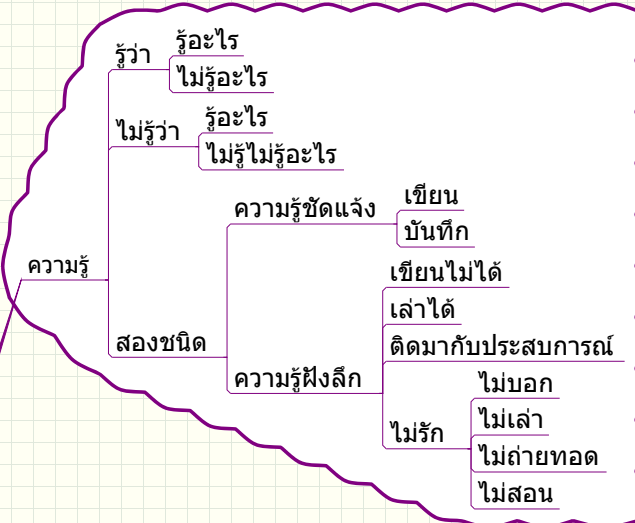 ความรู้
รู้ว่า
รู้อะไร
ไม่รู้อะไร
ไม่รู้ว่า
รู้อะไร
ไม่รู้ไม่รู้อะไร
สองชนิด
ความรู้ชัดแจ้ง
เขียน
บันทึก
ความรู้ฝังลึก
เขียนไม่ได้
เล่าได้
ติดมากับประสบการณ์
ไม่รัก
ไม่บอก
ไม่เล่า
ไม่ถ่ายทอด
ไม่สอน